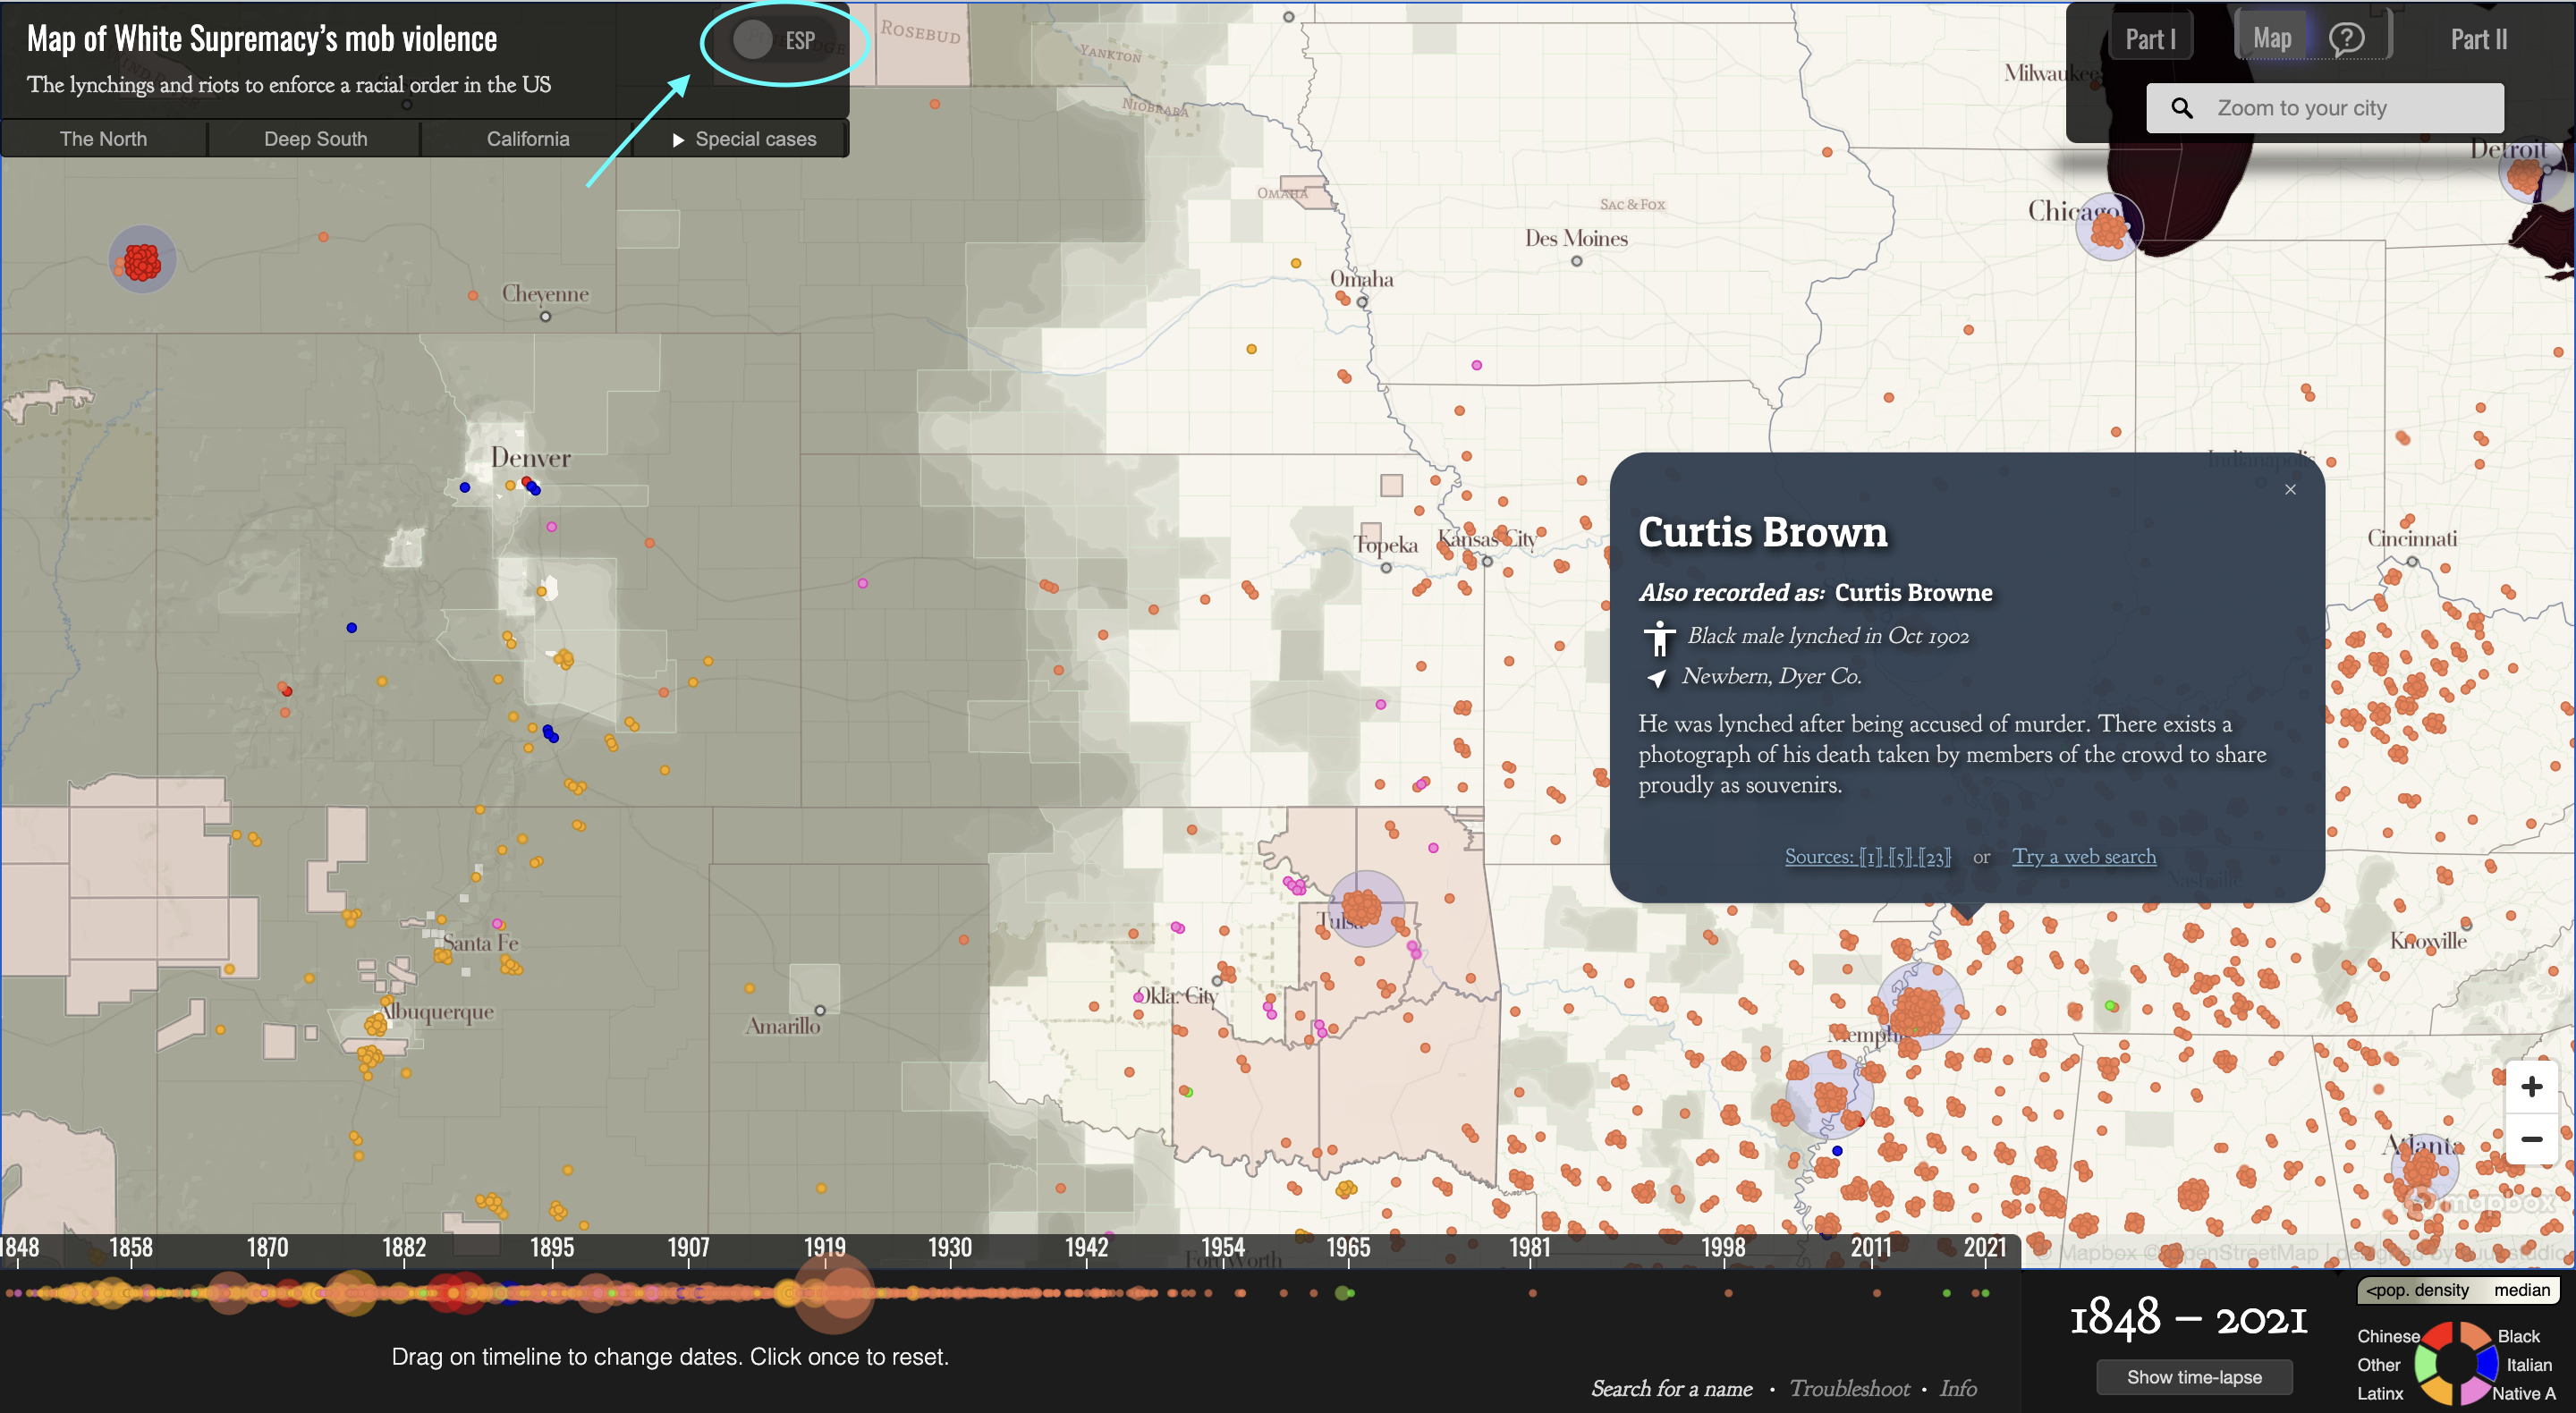 Map of White Supremacy's mob violence
The lynchings and riots to enforce a racial order in the US
ESP
The North
Deep South
California
▶ Special cases
Part I
Map
Part II
Zoom to your city
ROSEBUD
YANKTON
NIOBRARA
Milwaukee
Detroit
Chicago
OMAHA
SAC & FOX
Des Moines
Omaha
Cheyenne
Denver
Indianapolis
Topeka
Kansas City
Cincinnati
Curtis Brown
Also recorded as: Curtis Browne
Black male lynched in Oct 1902
Newbern, Dyer Co.
He was lynched after being accused of murder. There exists a
photograph of his death taken by members of the crowd to share
proudly as souvenirs.
Sources: [1] [5] [23] or Try a web search
Nashville
Tulsa
Knoxville
Santa Fe
Okla. City
Albuquerque
Amarillo
Memphis
Atlanta
mapbox
Fort Worth
© Mapbox © OpenStreetMap
1848 1858 1870 1882 1895 1907 1919 1930 1942 1954 1965 1981 1998 2011 2021
Drag on timeline to change dates. Click once to reset.
Search for a name • Troubleshoot • Info
1848 – 2021
Show time-lapse
<pop. density median
Chinese
Black
Other
Italian
Latinx
Native A
+
−